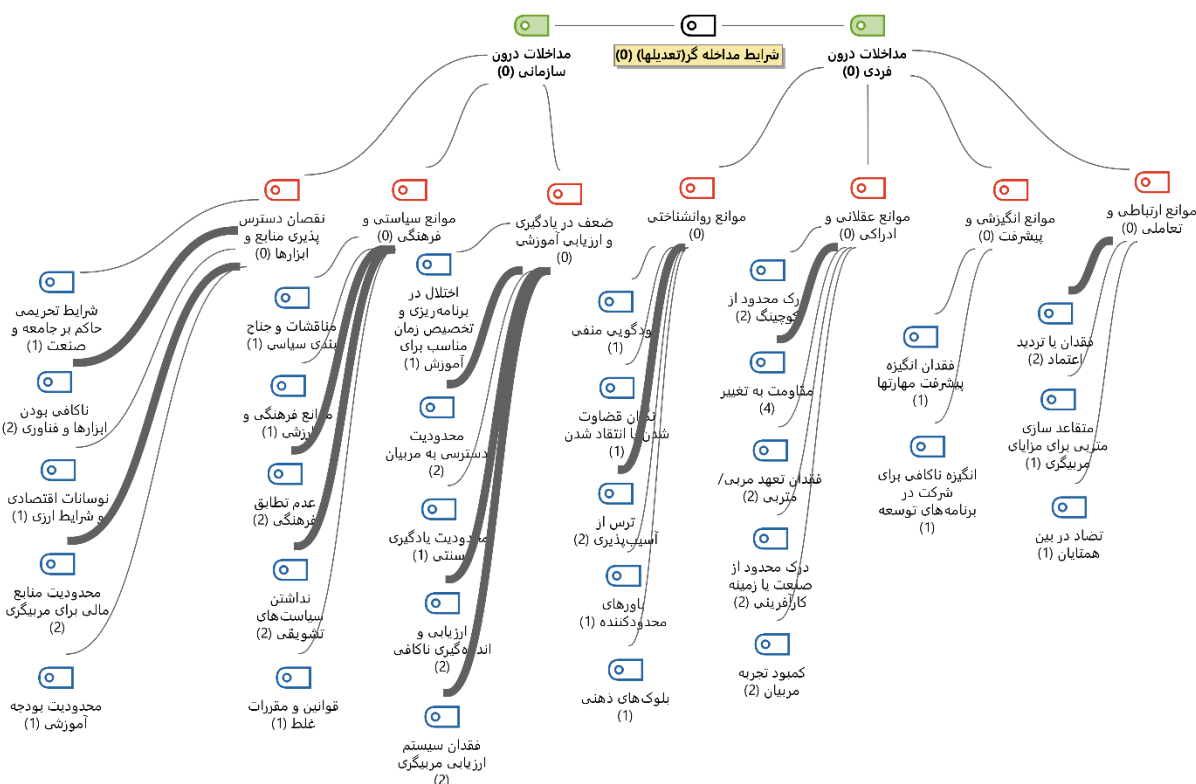 شرایط مداخله گر(تعدیلها) (0)
مداخلات درون
فردی (0)
مداخلات درون
سازمانی (0)
موانع ارتباطی و
تعاملی (0)
موانع انگیزشی و
پیشرفت (0)
موانع عقلانی و
ادراکی (0)
موانع روانشناختی
(0)
ضعف در یادگیری
و ارزیابی آموزشی
(0)
موانع سیاستی و
فرهنگی (0)
نقصان دسترس
پذیری منابع و
ابزارها (0)
فقدان یا تردید
اعتماد (2)
متقاعد سازی
متربی برای مزایای
مربیگری (1)
تضاد در بین
همتایان (1)
فقدان انگیزه
پیشرفت مهارتها
(1)
انگیزه ناکافی برای
شرکت در
برنامه‌های توسعه
(1)
درک محدود از
کوچینگ (2)
مقاومت به تغییر
(4)
فقدان تعهد مربی/
متربی (2)
درک محدود از
صنعت یا زمینه
کارآفرینی (2)
کمبود تجربه
مربیان (2)
خودگویی منفی
(1)
نگران قضاوت
شدن یا انتقاد شدن
(1)
ترس از
آسیب‌پذیری (2)
باورهای
محدودکننده (1)
بلوک‌های ذهنی
(1)
اختلال در
برنامه‌ریزی و
تخصیص زمان
مناسب برای
آموزش (1)
محدودیت
دسترسی به مربیان
(2)
محدودیت یادگیری
سنتی (1)
ارزیابی و
اندازه‌گیری ناکافی
(2)
فقدان سیستم
ارزیابی مربیگری
(2)
مناقشات و جناح
بندی سیاسی (1)
موانع فرهنگی و
ارزشی (1)
عدم تطابق
فرهنگی (2)
نداشتن
سیاست‌های
تشویقی (2)
قوانین و مقررات
غلط (1)
شرایط تحریمی
حاکم بر جامعه و
صنعت (1)
ناکافی بودن
ابزارها و فناوری (2)
نوسانات اقتصادی
و شرایط ارزی (1)
محدودیت منابع
مالی برای مربیگری
(2)
محدودیت بودجه
آموزشی (1)